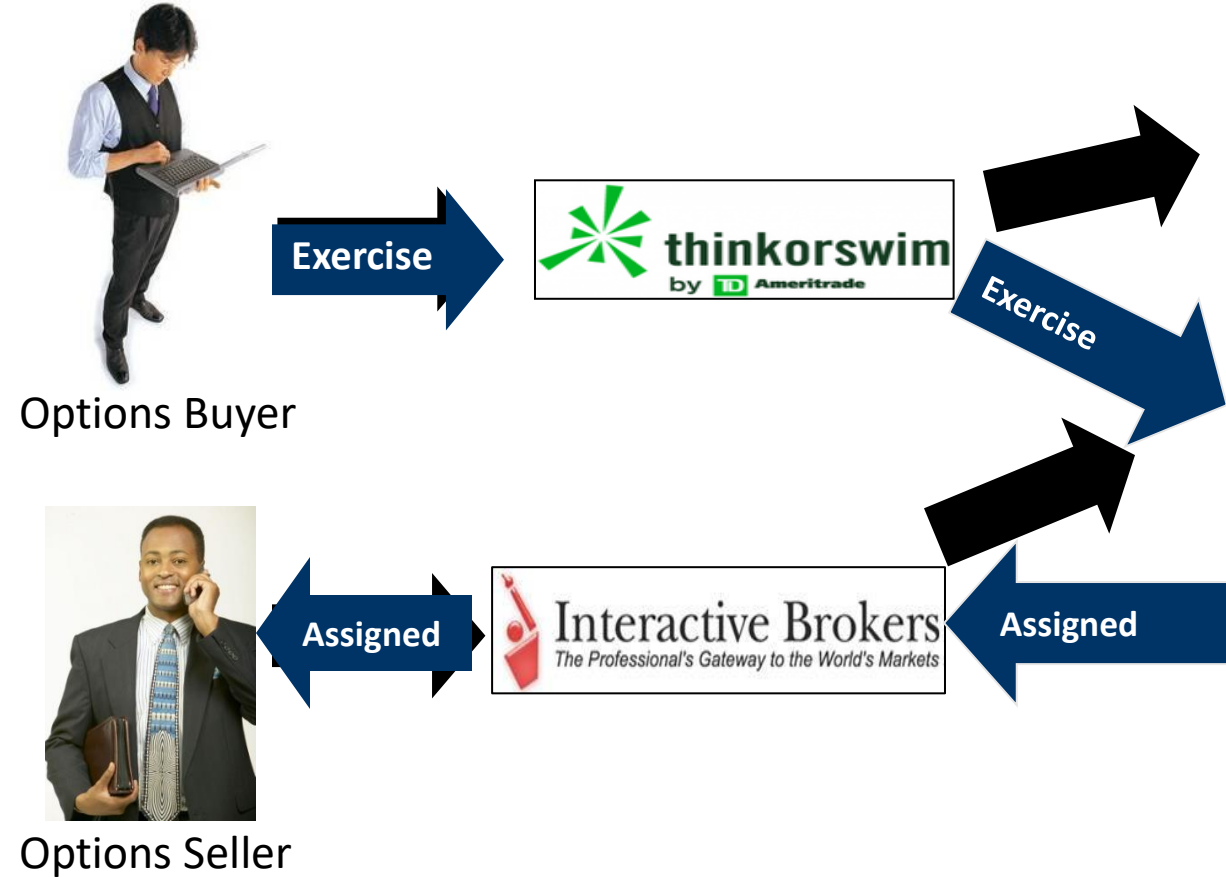 Exercise
thinkorswim
by TD Ameritrade
Exercise
Options Buyer
Assigned
Interactive Brokers
The Professional's Gateway to the World's Markets
Assigned
Options Seller